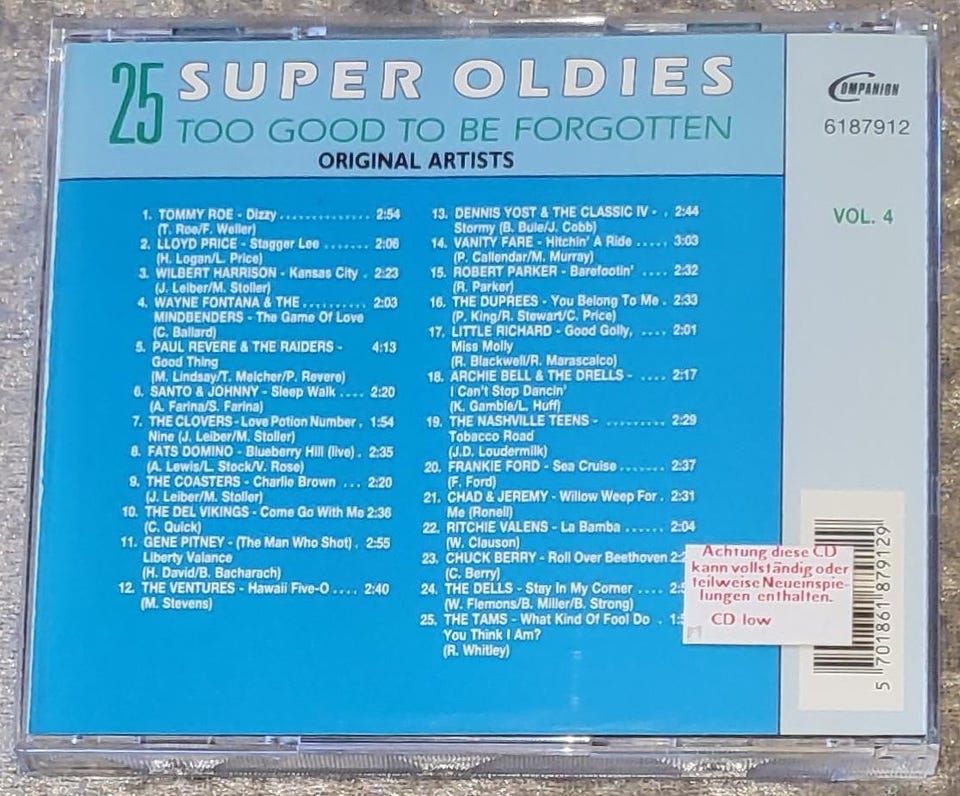 25 SUPER OLDIES
TOO GOOD TO BE FORGOTTEN
ORIGINAL ARTISTS
COMPANION
6187912
VOL. 4
1. TOMMY ROE - Dizzy .............. 2:54
(T. Roe/F. Weller)
2. LLOYD PRICE - Stagger Lee ....... 2:06
(H. Logan/L. Price)
3. WILBERT HARRISON - Kansas City . 2:23
(J. Leiber/M. Stoller)
4. WAYNE FONTANA & THE .......... 2:03
MINDBENDERS - The Game Of Love
(C. Ballard)
5. PAUL REVERE & THE RAIDERS - 4:13
Good Thing
(M. Lindsay/T. Melcher/P. Revere)
6. SANTO & JOHNNY - Sleep Walk .... 2:20
(A. Farina/S. Farina)
7. THE CLOVERS - Love Potion Number . 1:54
Nine (J. Leiber/M. Stoller)
8. FATS DOMINO - Blueberry Hill (live) . 2:35
(A. Lewis/L. Stock/V. Rose)
9. THE COASTERS - Charlie Brown ... 2:20
(J. Leiber/M. Stoller)
10. THE DEL VIKINGS - Come Go With Me 2:36
(C. Quick)
11. GENE PITNEY - (The Man Who Shot) . 2:55
Liberty Valance
(H. David/B. Bacharach)
12. THE VENTURES - Hawaii Five-O .... 2:40
(M. Stevens)
13. DENNIS YOST & THE CLASSIC IV - . 2:44
Stormy (B. Buie/J. Cobb)
14. VANITY FARE - Hitchin' A Ride ..... 3:03
(P. Callendar/M. Murray)
15. ROBERT PARKER - Barefootin' .... 2:32
(R. Parker)
16. THE DUPREES - You Belong To Me . 2:33
(P. King/R. Stewart/C. Price)
17. LITTLE RICHARD - Good Golly, .... 2:01
Miss Molly
(R. Blackwell/R. Marascalco)
18. ARCHIE BELL & THE DRELLS - .... 2:17
I Can't Stop Dancin'
(K. Gamble/L. Huff)
19. THE NASHVILLE TEENS - ......... 2:29
Tobacco Road
(J.D. Loudermilk)
20. FRANKIE FORD - Sea Cruise ....... 2:37
(F. Ford)
21. CHAD & JEREMY - Willow Weep For . 2:31
Me (Ronell)
22. RITCHIE VALENS - La Bamba ...... 2:04
(W. Clauson)
23. CHUCK BERRY - Roll Over Beethoven
(C. Berry)
24. THE DELLS - Stay In My Corner ....
(W. Flemons/B. Miller/B. Strong)
25. THE TAMS - What Kind Of Fool Do .
You Think I Am?
(R. Whitley)
Achtung diese CD
kann vollständig oder
teilweise Neueinspie-
lungen enthalten.
CD low
5 701861 879129